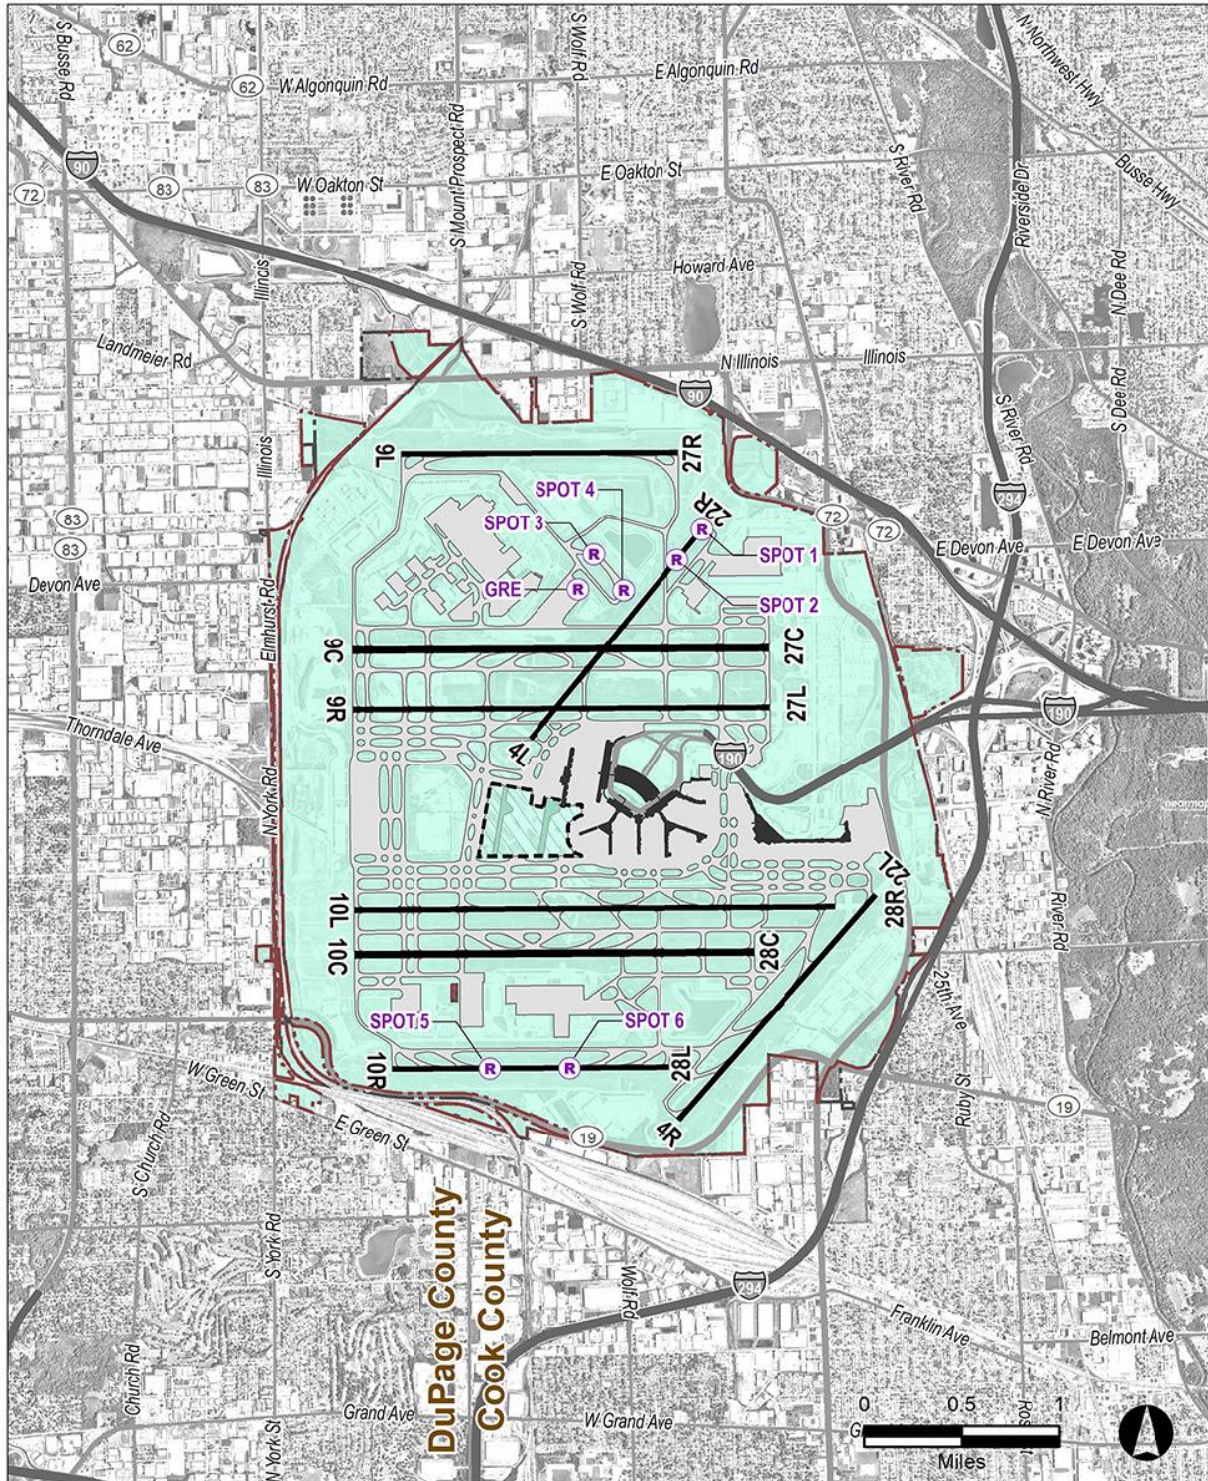 S Busse Rd
62
W Algonquin Rd
62
S Mount Prospect Rd
S Wolf Rd
E Algonquin Rd
N Northwest Hwy
Busse Hwy
90
72
83
83
W Oakton St
E Oakton St
S River Rd
Riverside Dr
N Dee Rd
Illinois
S Wolf Rd
Howard Ave
Landmeier Rd
N Illinois
Illinois
90
S Dee Rd
S River Rd
Illinois
9L
27R
294
SPOT 4
22R
SPOT 3
R
R
SPOT 1
72
72
83
83
E Devon Ave
E Devon Ave
Devon Ave
GRE
R
R
R
SPOT 2
Elmhurst Rd
9C
27C
9R
27L
Thorndale Ave
4L
190
190
N York Rd
N River Rd
nearmap
22L
10L
28R
10C
28C
River Rd
25th Ave
SPOT 5
SPOT 6
R
R
10R
28L
W Green St
E Green St
4R
19
Ruby St
19
S Church Rd
S York Rd
DuPage County
Cook County
Wolf Rd
294
Franklin Ave
Belmont Ave
Church Rd
Grand Ave
W Grand Ave
N York St
0 0.5 1
Miles